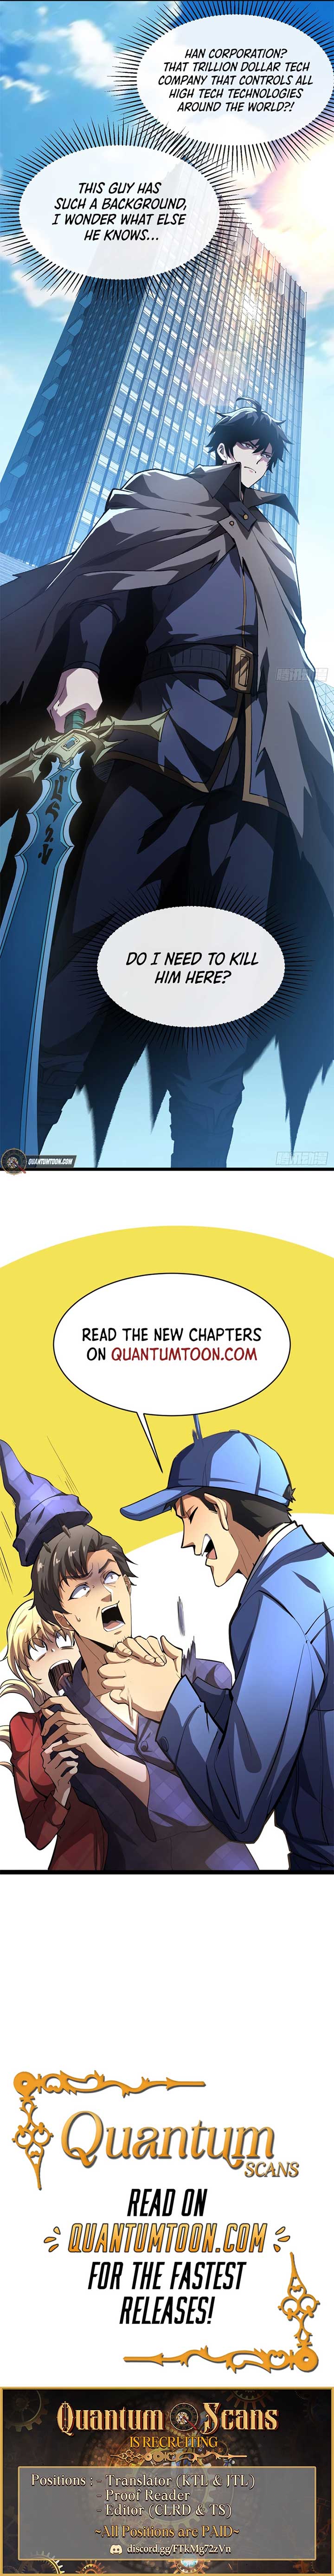 HAN CORPORATION?
THAT TRILLION DOLLAR TECH
COMPANY THAT CONTROLS ALL
HIGH TECH TECHNOLOGIES
AROUND THE WORLD?!
THIS GUY HAS
SUCH A BACKGROUND,
I WONDER WHAT ELSE
HE KNOWS...
DO I NEED TO KILL
HIM HERE?
QUANTUMTOON.COM
READ THE NEW CHAPTERS
ON QUANTUMTOON.COM
Quantum
SCANS
READ ON
QUANTUMTOON.COM
FOR THE FASTEST
RELEASES!
Quantum Scans
IS RECRUITING
Positions : - Translator (KTL & JTL)
- Proof Reader
- Editor (CLRD & TS)
~All Positions are PAID~
discord.gg/FTkMg72zVn